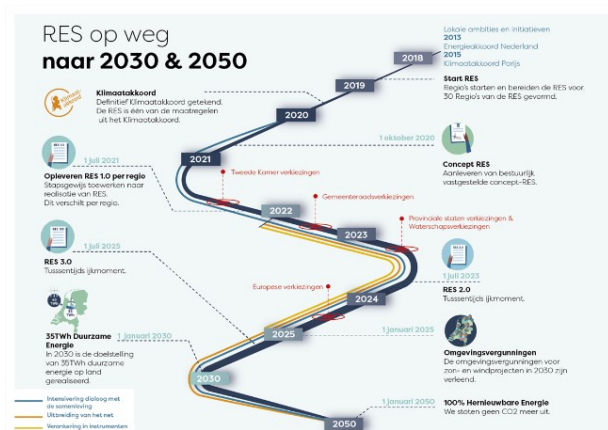 RES op weg
naar 2030 & 2050
Lokale ambities en initiatieven
2013
Energieakkoord Nederland
2015
Klimaatakkoord Parijs
2018
Start RES
Regio's starten en bereiden de RES voor.
30 Regio's van de RES gevormd.
2019
Klimaatakkoord
Definitief Klimaatakkoord getekend.
De RES is één van de maatregelen
uit het Klimaatakkoord.
Klimaat-
akkoord
2020
1 oktober 2020
Concept RES
Aanleveren van bestuurlijk
vastgestelde concept-RES.
2021
1 juli 2021
Opleveren RES 1.0 per regio
Stapsgewijs toewerken naar
realisatie van RES.
Dit verschilt per regio.
Tweede Kamer verkiezingen
Gemeenteraadverkiezingen
2022
Provinciale staten verkiezingen &
Waterschapsverkiezingen
2023
1 juli 2025
RES 3.0
Tusssentijds ijkmoment.
1 juli 2023
RES 2.0
Tusssentijds ijkmoment.
Europese verkiezingen
2024
2025
1 januari 2025
Omgevingsvergunningen
De omgevingsvergunningen voor
zon- en windprojecten in 2030 zijn
verleend.
35TWh Duurzame
Energie
1 januari 2030
In 2030 is de doelstelling
van 35TWh duurzame
energie op land
gerealiseerd.
2030
1 januari 2050
100% Hernieuwbare Energie
We stoten geen CO2 meer uit.
2050
Intensivering dialoog met
de samenleving
Uitbreiding van het net
Verankering in instrumenten